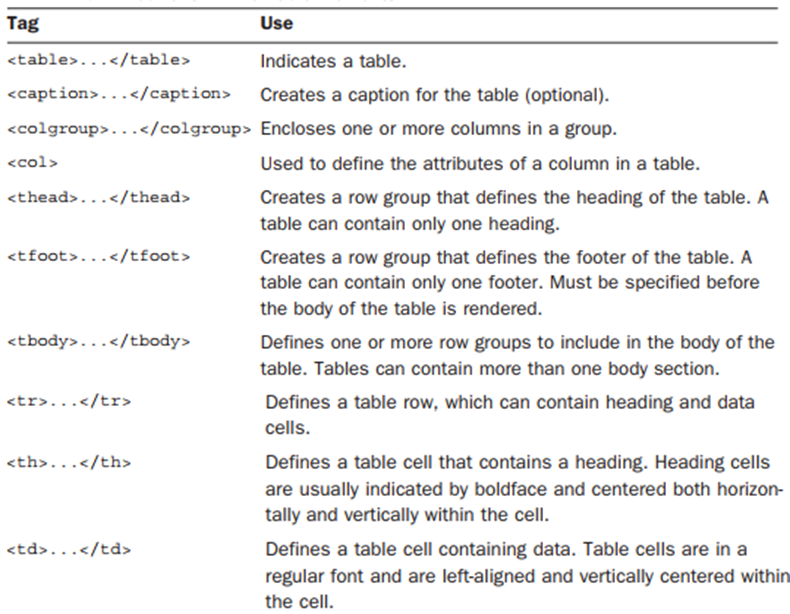 Tag Use
<table>...</table> Indicates a table.
<caption>...</caption> Creates a caption for the table (optional).
<colgroup>...</colgroup> Encloses one or more columns in a group.
<col> Used to define the attributes of a column in a table.
<thead>...</thead> Creates a row group that defines the heading of the table. A
table can contain only one heading.
<tfoot>...</tfoot> Creates a row group that defines the footer of the table. A
table can contain only one footer. Must be specified before
the body of the table is rendered.
<tbody>...</tbody> Defines one or more row groups to include in the body of the
table. Tables can contain more than one body section.
<tr>...</tr> Defines a table row, which can contain heading and data
cells.
<th>...</th> Defines a table cell that contains a heading. Heading cells
are usually indicated by boldface and centered both horizon-
tally and vertically within the cell.
<td>...</td> Defines a table cell containing data. Table cells are in a
regular font and are left-aligned and vertically centered within
the cell.